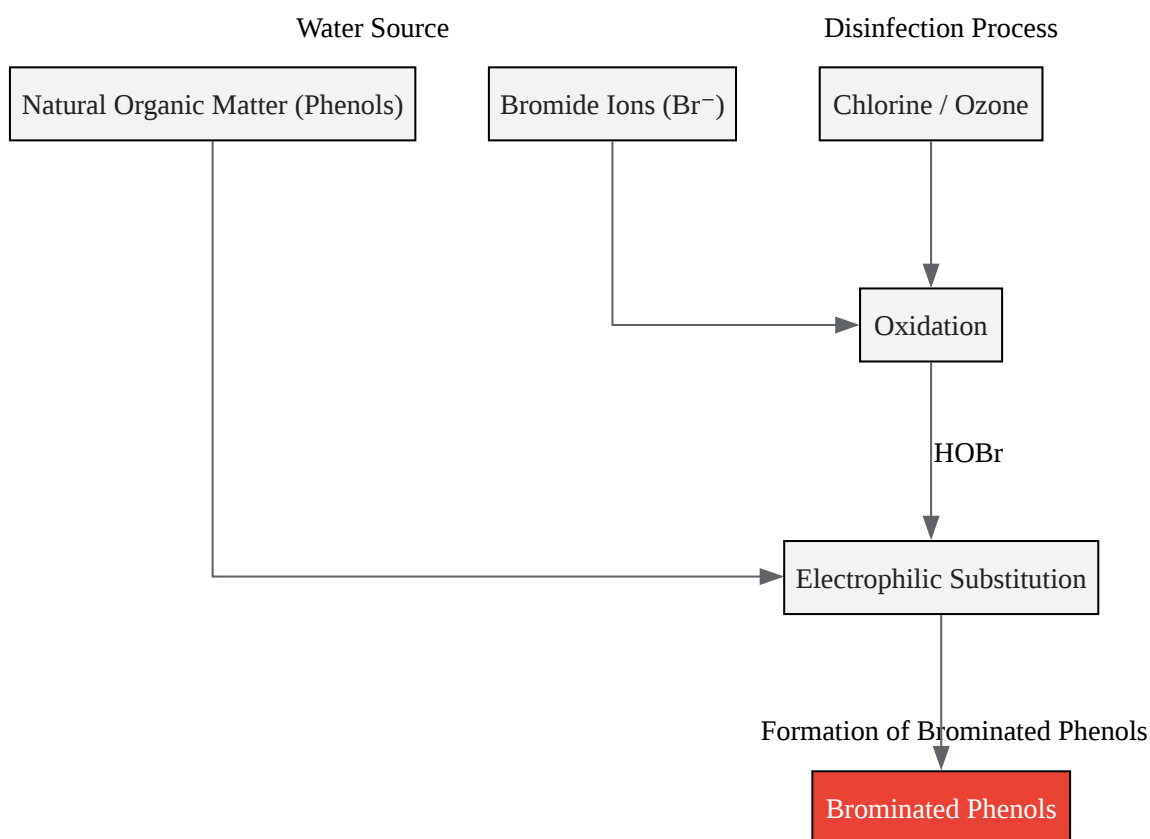 Water Source
Disinfection Process
Natural Organic Matter (Phenols)
Bromide Ions (Br⁻)
Chlorine / Ozone
Oxidation
HOBr
Electrophilic Substitution
Formation of Brominated Phenols
Brominated Phenols